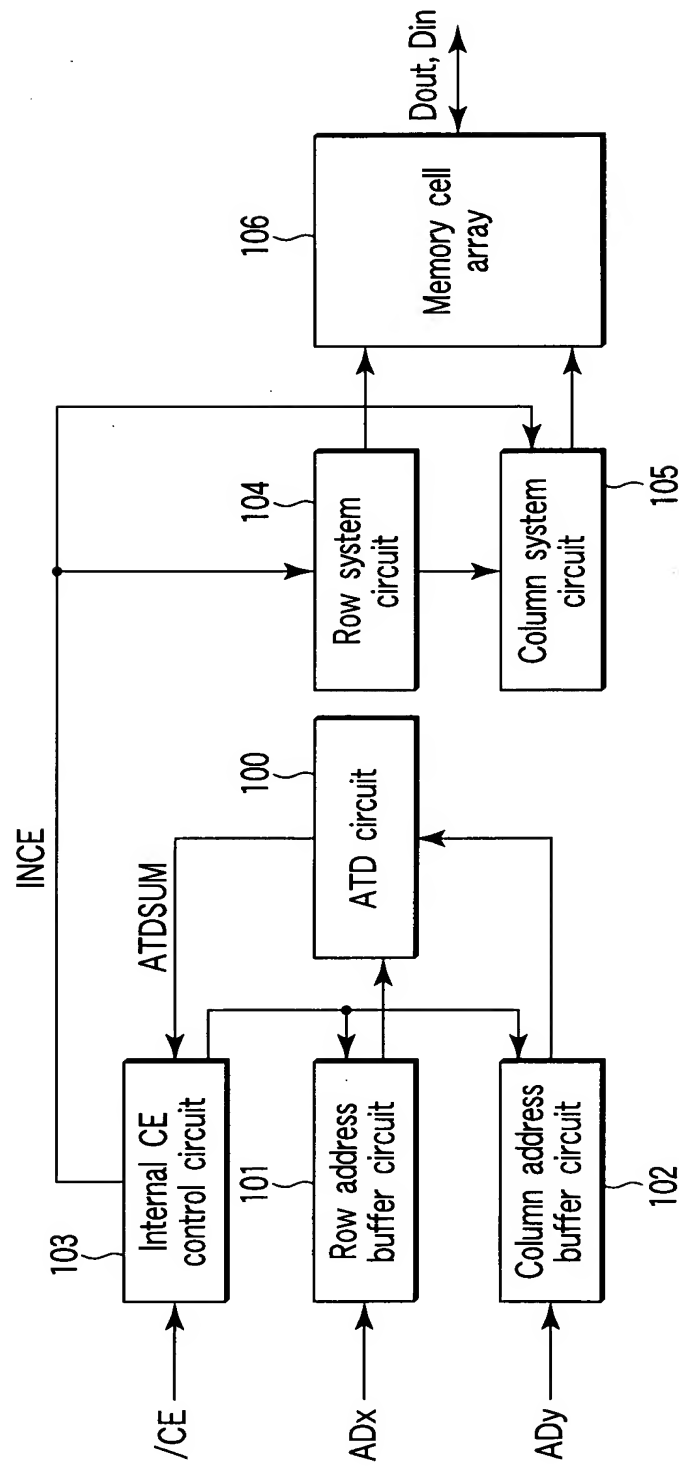 INCE
ATDSUM
103
Internal CE
control circuit
/CE
101
Row address
buffer circuit
ADx
Column address
buffer circuit
102
ADy
100
ATD circuit
104
Row system
circuit
Column system
circuit
105
106
Memory cell
array
Dout, Din